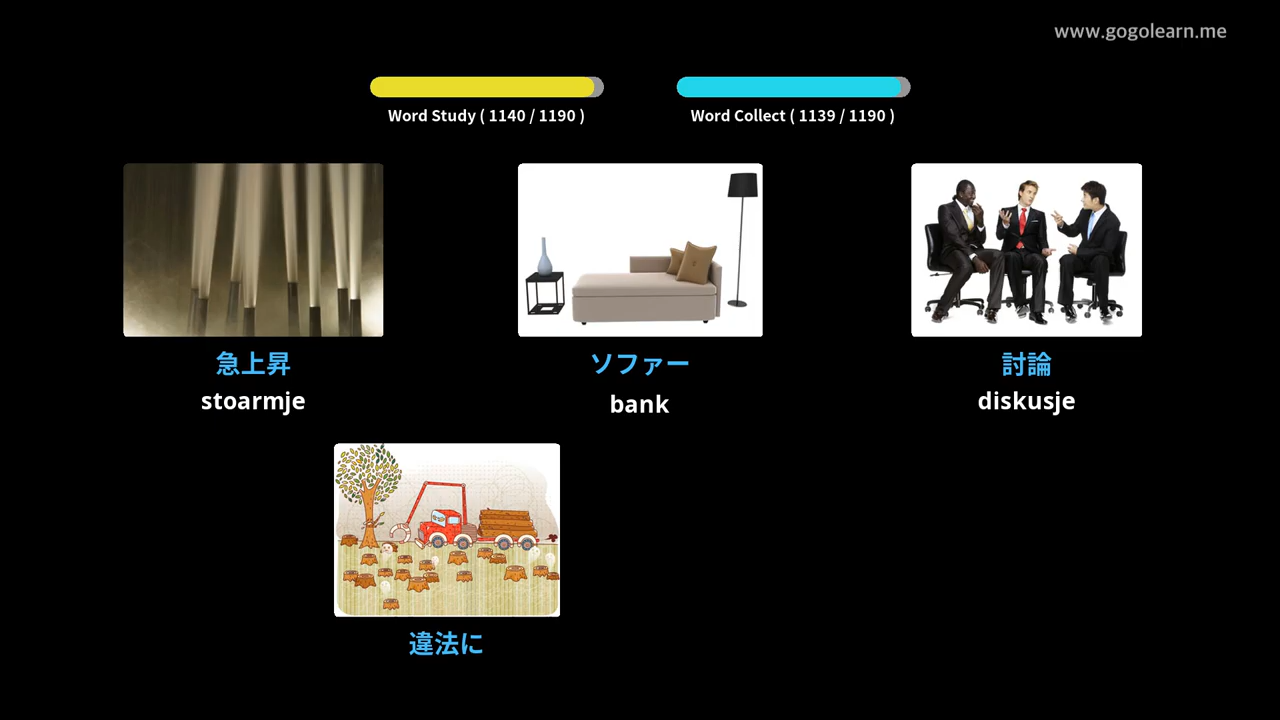 www.gogolearn.me
Word Study ( 1140 / 1190 )
Word Collect ( 1139 / 1190 )
急上昇
stoarmje
ソファー
bank
討論
diskusje
違法に